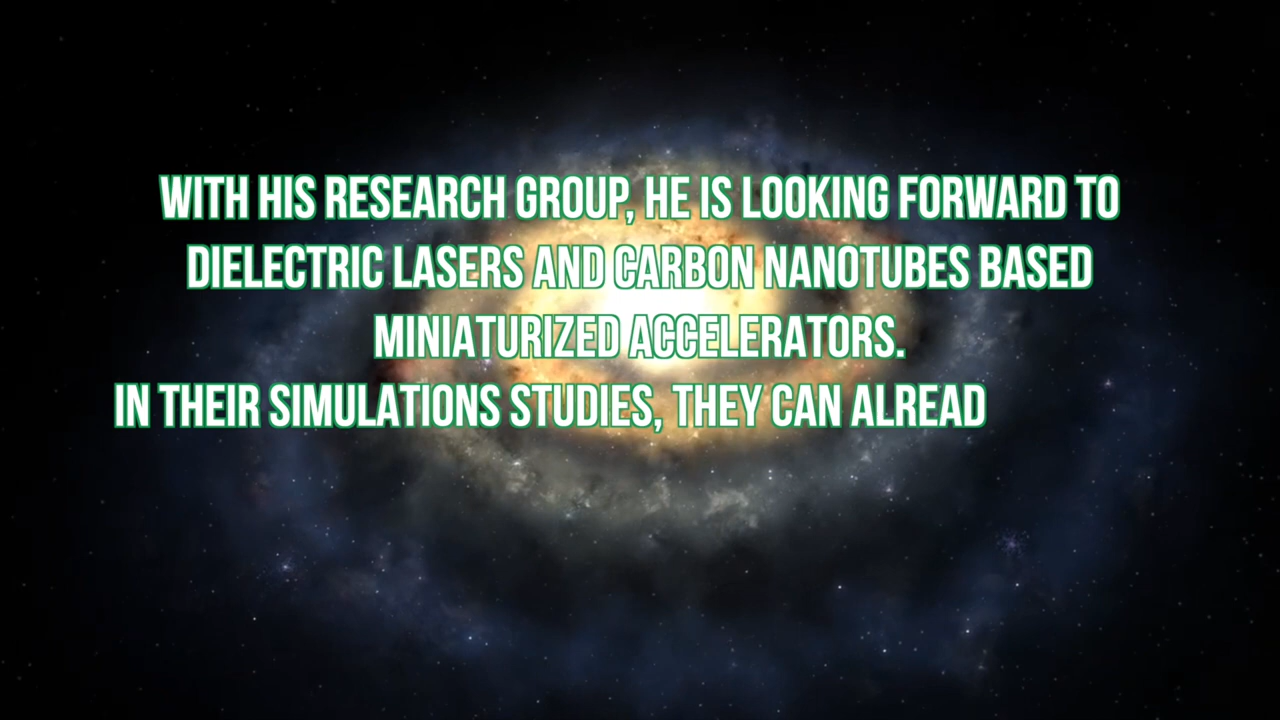 WITH HIS RESEARCH GROUP, HE IS LOOKING FORWARD TO
DIELECTRIC LASERS AND CARBON NANOTUBES BASED
MINIATURIZED ACCELERATORS.
IN THEIR SIMULATIONS STUDIES, THEY CAN ALREAD